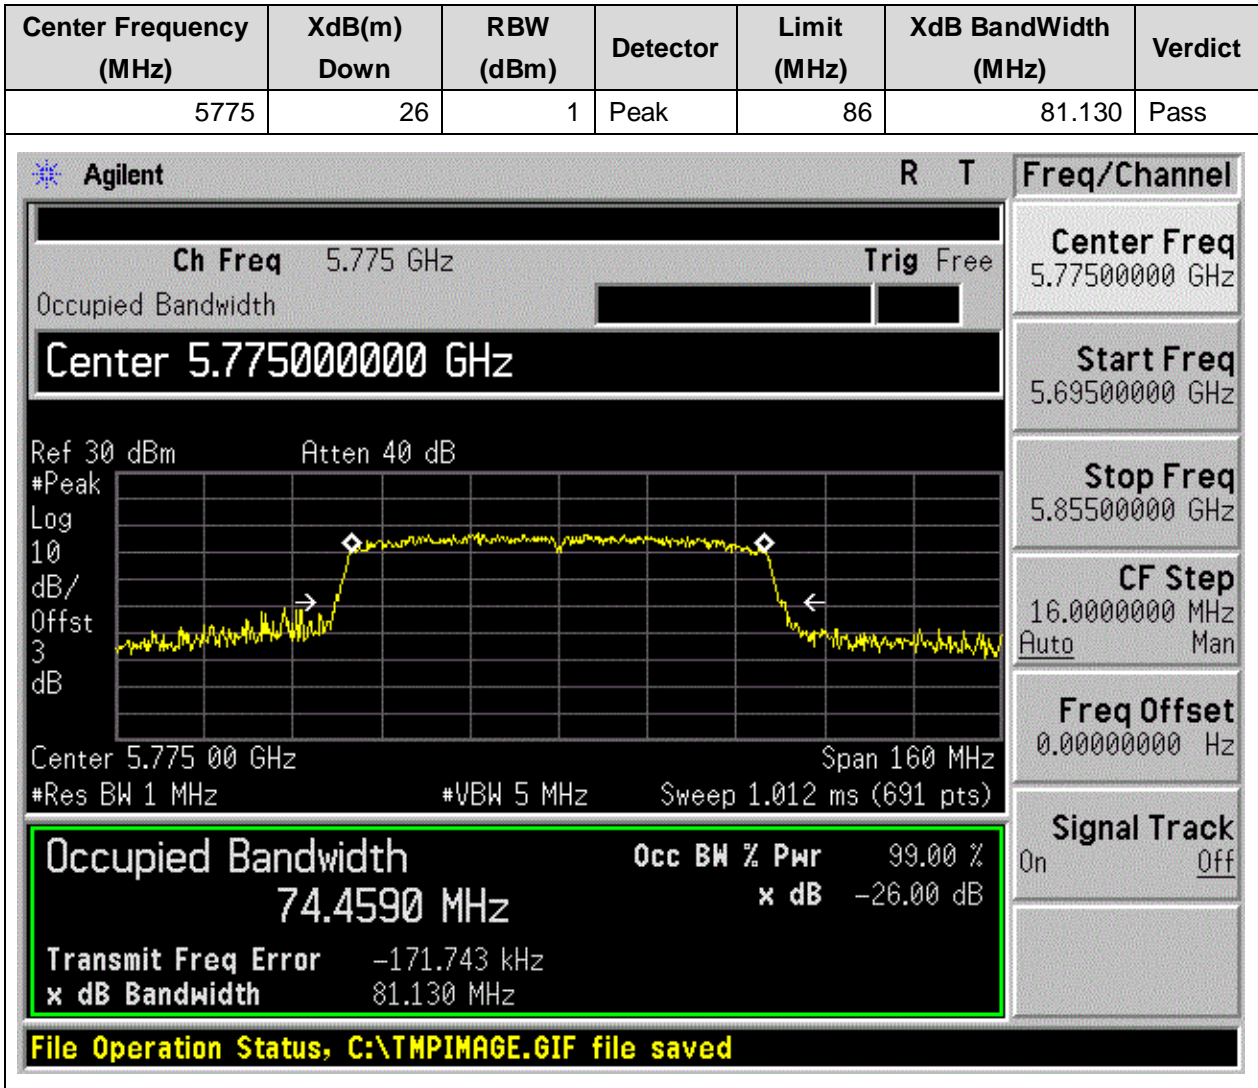 Center Frequency (MHz) XdB(m) Down RBW (dBm) Detector Limit (MHz) XdB BandWidth (MHz) Verdict
5775 26 1 Peak 86 81.130 Pass
Agilent R T Freq/Channel
Ch Freq 5.775 GHz Trig Free
Occupied Bandwidth
Center 5.775000000 GHz
Center Freq
5.77500000 GHz
Start Freq
5.69500000 GHz
Stop Freq
5.85500000 GHz
CF Step
16.0000000 MHz
Auto Man
Freq Offset
0.00000000 Hz
Signal Track
On Off
Ref 30 dBm Atten 40 dB
#Peak
Log
10
dB/
Offst
3
dB
Center 5.775 00 GHz Span 160 MHz
#Res BW 1 MHz #VBW 5 MHz Sweep 1.012 ms (691 pts)
Occupied Bandwidth Occ BW % Pwr 99.00 %
74.4590 MHz x dB -26.00 dB
Transmit Freq Error -171.743 kHz
x dB Bandwidth 81.130 MHz
File Operation Status, C:\TMPIMAGE.GIF file saved